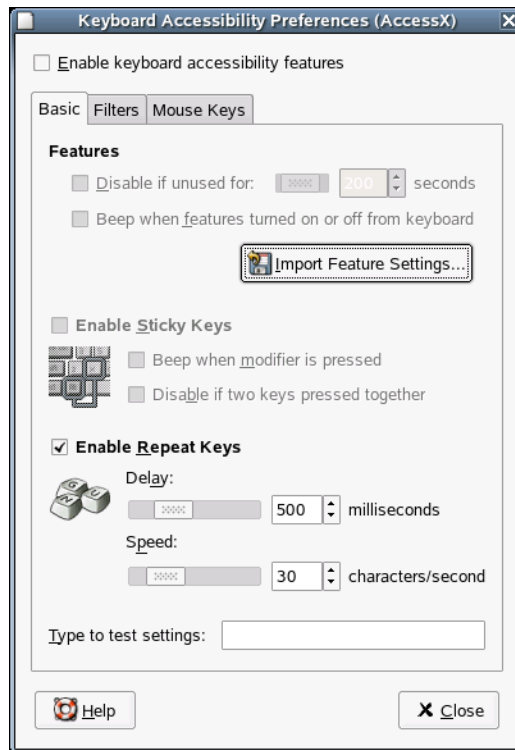 Keyboard Accessibility Preferences (AccessX)
Enable keyboard accessibility features
Basic Filters Mouse Keys
Features
Disable if unused for: 200 seconds
Beep when features turned on or off from keyboard
Import Feature Settings...
Enable Sticky Keys
Beep when modifier is pressed
Disable if two keys pressed together
Enable Repeat Keys
Delay:
500 milliseconds
Speed:
30 characters/second
Type to test settings:
Help Close
G N U